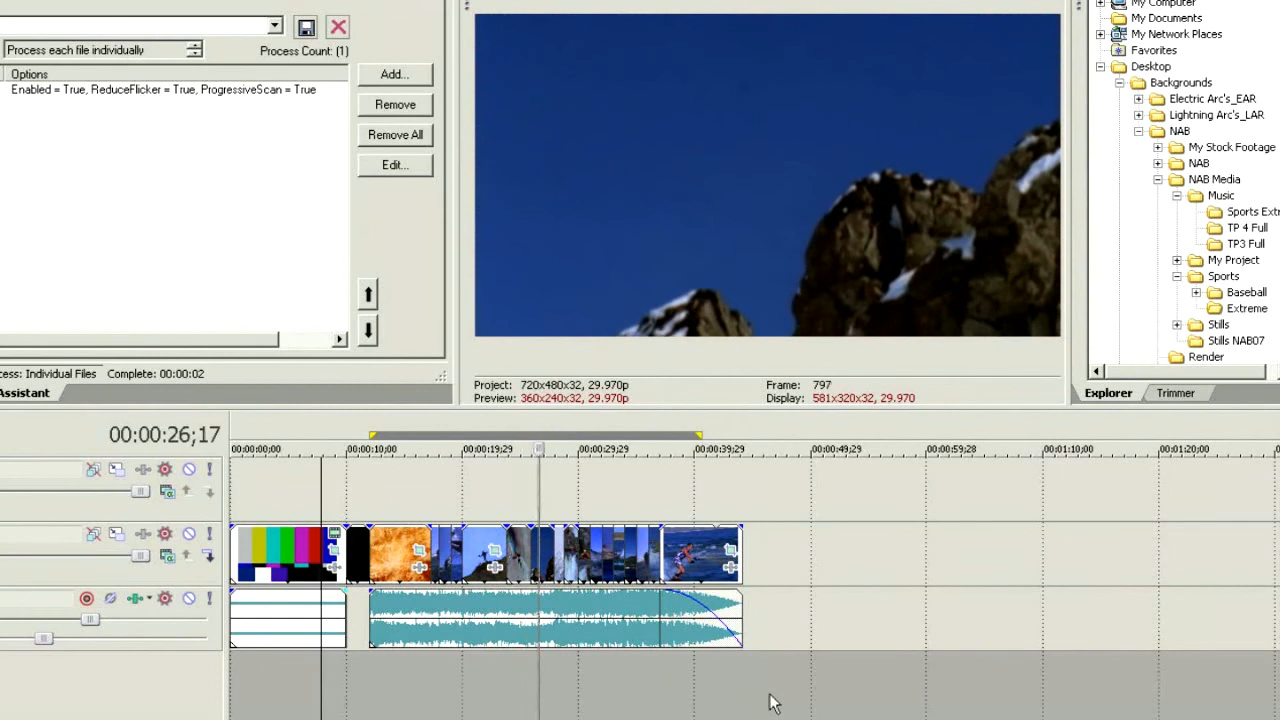 Process each file individually
Process Count: (1)
Options
Enabled = True, ReduceFlicker = True, ProgressiveScan = True
Add...
Remove
Remove All
Edit...
cess: Individual Files
Complete: 00:00:02
Assistant
Project: 720x480x32, 29.970p
Preview: 360x240x32, 29.970p
Frame: 797
Display: 581x320x32, 29.970
My Computer
My Documents
My Network Places
Favorites
Desktop
Backgrounds
Electric Arc's_EAR
Lightning Arc's_LAR
NAB
My Stock Footage
NAB
NAB Media
Music
Sports Extr
TP 4 Full
TP3 Full
My Project
Sports
Baseball
Extreme
Stills
Stills NAB07
Render
Explorer
Trimmer
00:00:26;17
00:00:00;00
00:00:10;00
00:00:19;29
00:00:29;29
00:00:39;29
00:00:49;29
00:00:59;28
00:01:10;00
00:01:20;00